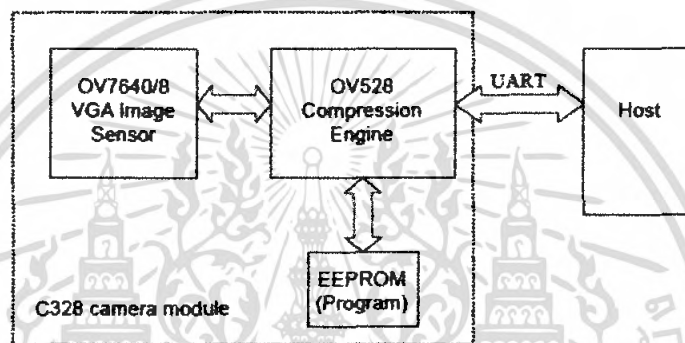 OV7640/8
VGA Image
Sensor
OV528
Compression
Engine
UART
Host
EEPROM
(Program)
C328 camera module